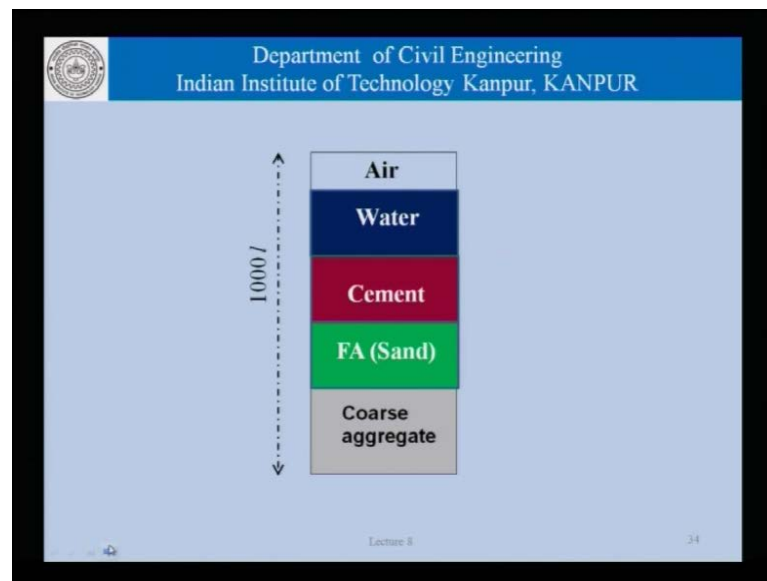 Department of Civil Engineering
Indian Institute of Technology Kanpur, KANPUR
1000 l
Air
Water
Cement
FA (Sand)
Coarse
aggregate
Lecture 8
34